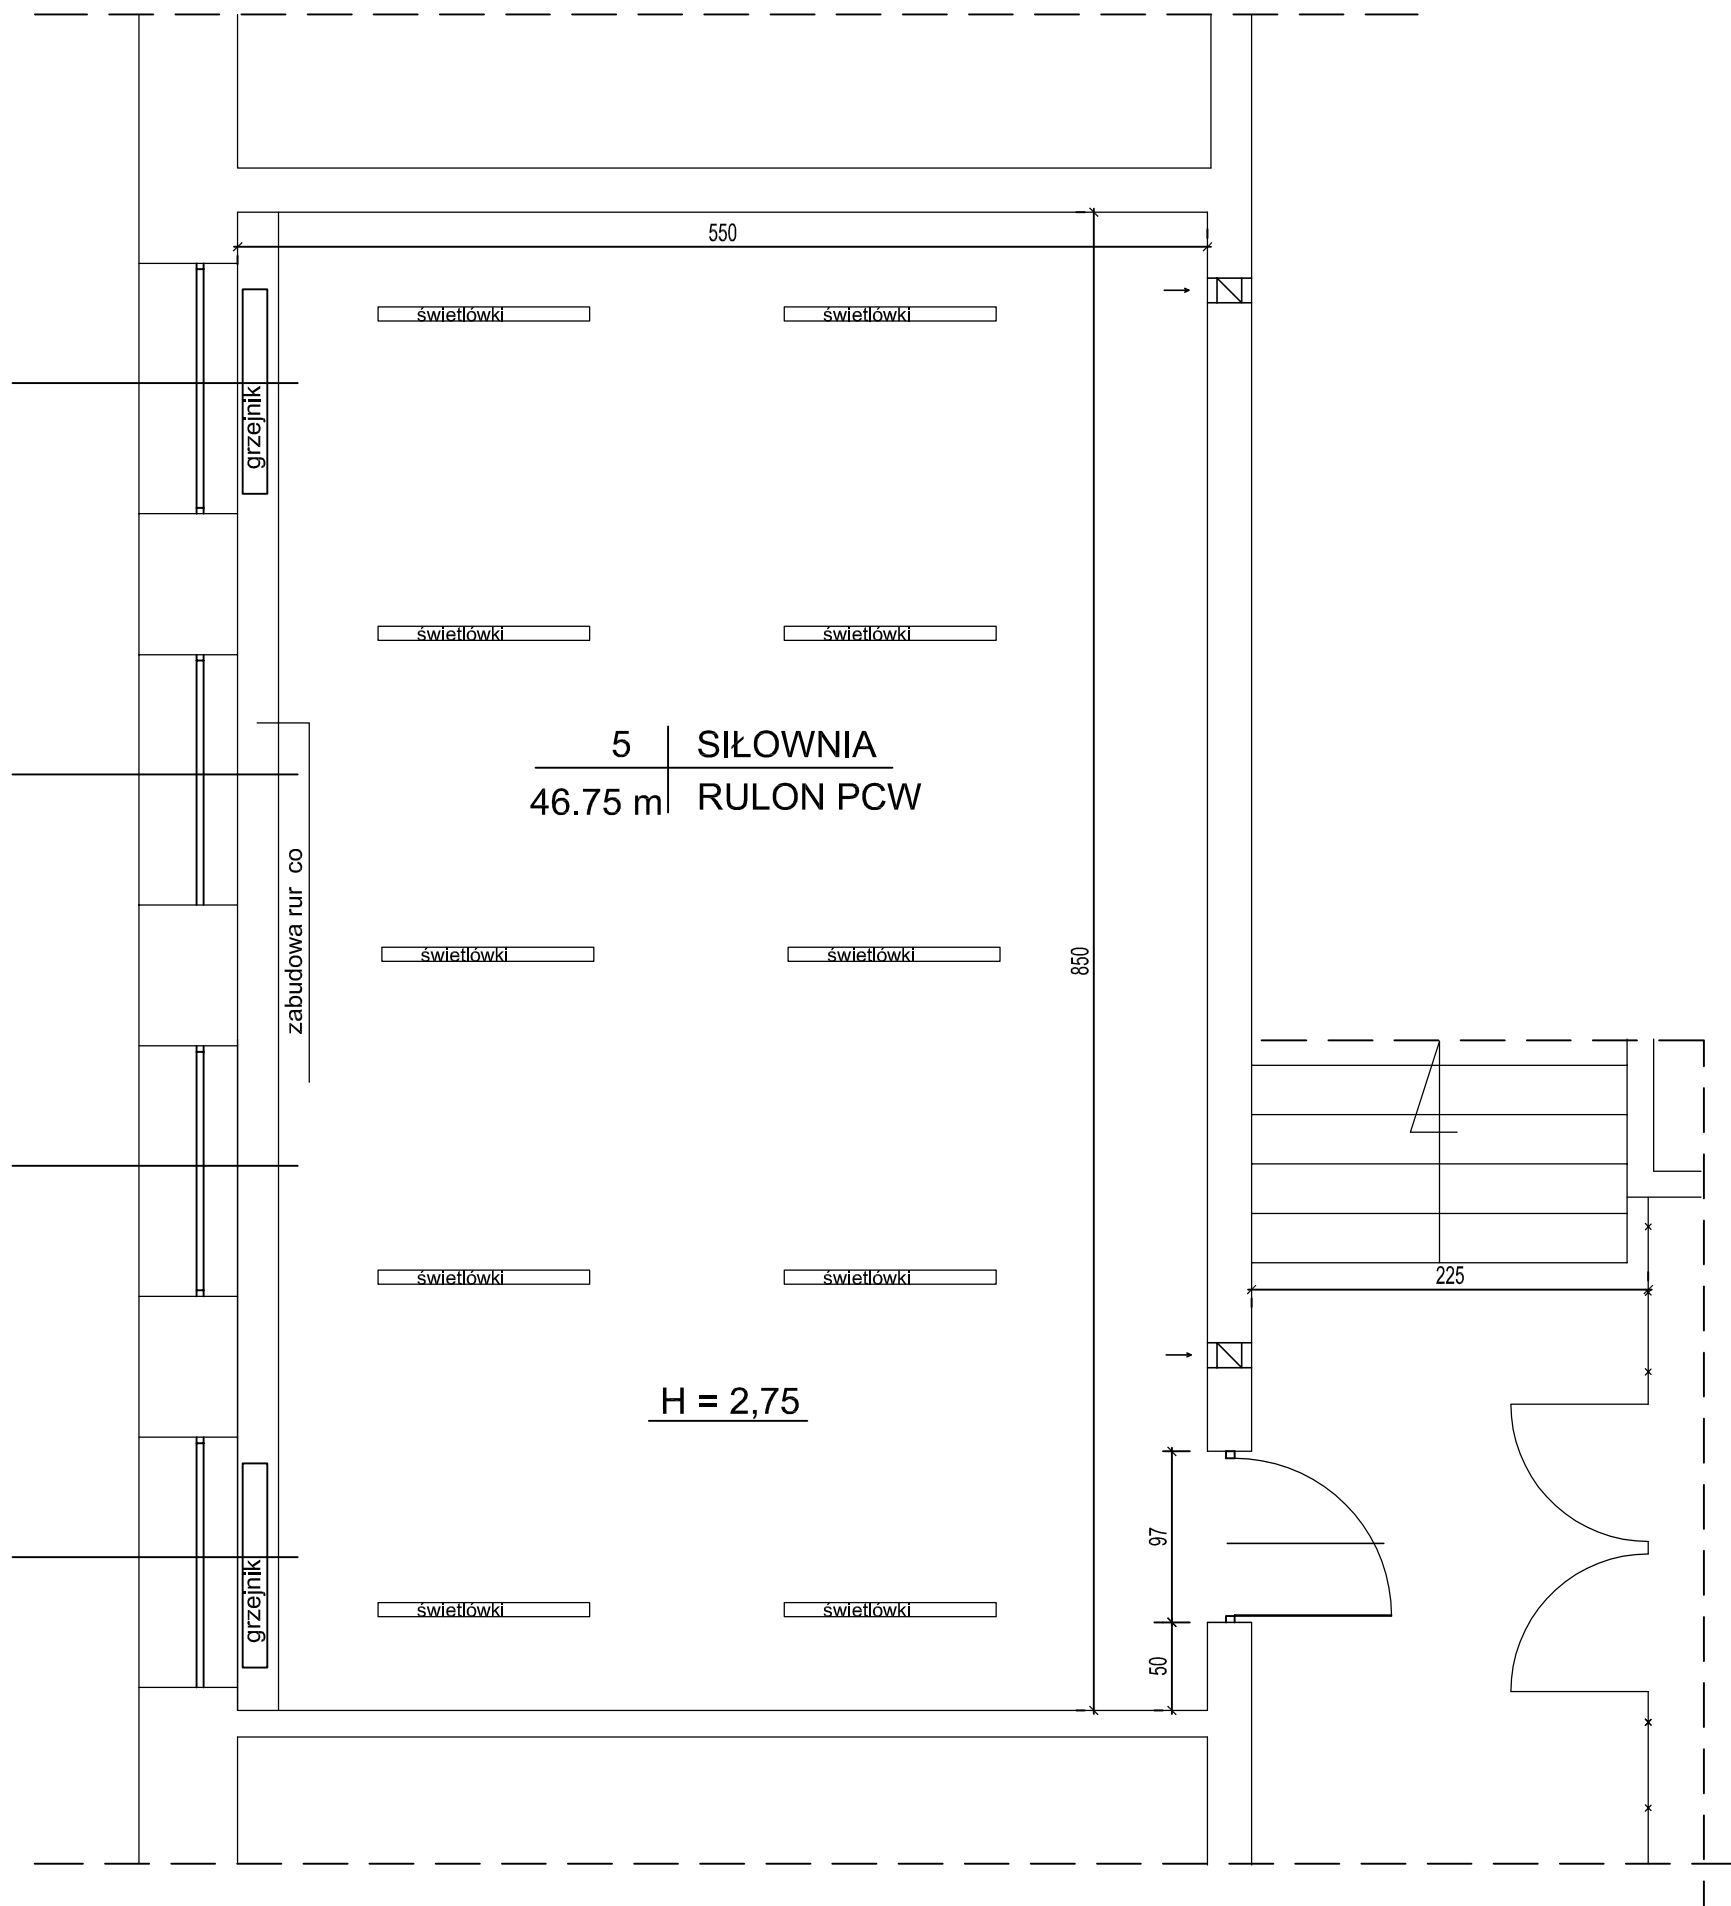 550
świetlówki świetlówki
grzejnik
świetlówki świetlówki
5 SIŁOWNIA
46.75 m RULON PCW
zabudowa rur co
świetlówki świetlówki
850
świetlówki świetlówki
225
H = 2,75
97
grzejnik
świetlówki świetlówki
50